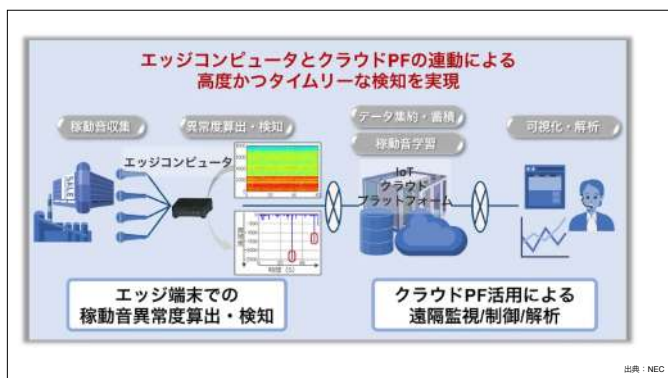 エッジコンピュータとクラウドPFの連動による
高度かつタイムリーな検知を実現
稼動音収集
異常度算出・検知
データ集約・蓄積
稼動音学習
可視化・解析
エッジコンピュータ
IoT
クラウド
プラットフォーム
SALE
異常度
時間 (S)
エッジ端末での
稼動音異常度算出・検知
クラウドPF活用による
遠隔監視/制御/解析
出典：NEC